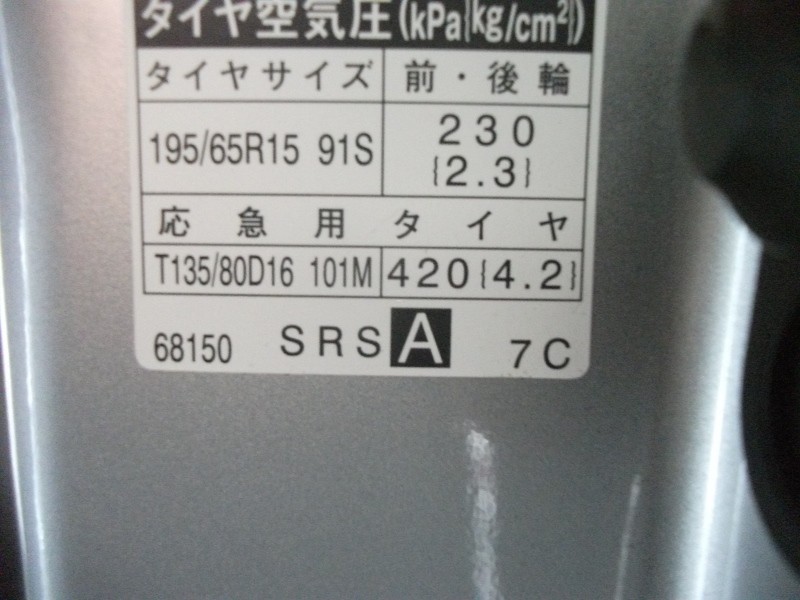 タイヤ空気圧(kPa{kg/cm²})
タイヤサイズ 前・後輪
195/65R15 91S 230
{2.3}
応急用タイヤ
T135/80D16 101M 420{4.2}
68150 SRS A 7C